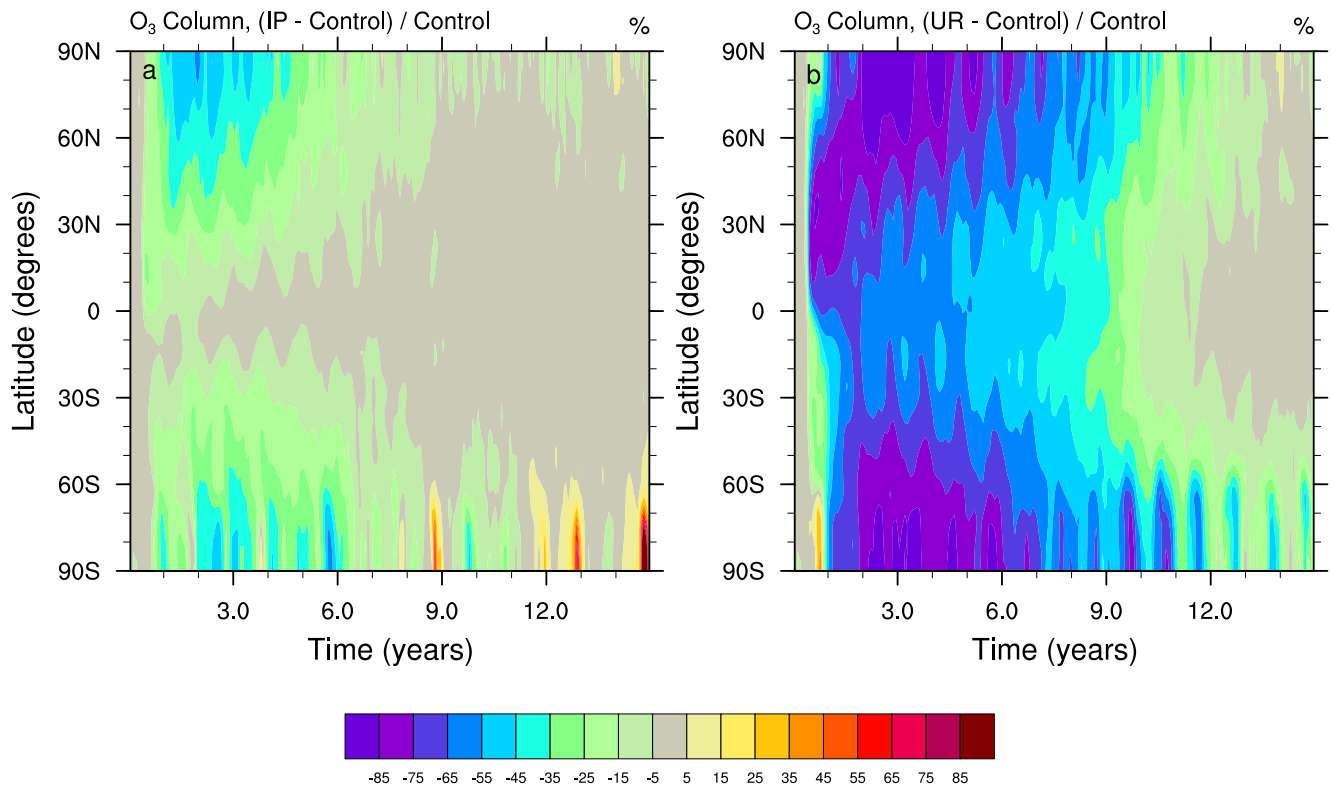 O₃ Column, (IP - Control) / Control %
O₃ Column, (UR - Control) / Control %
a
b
90N
60N
30N
0
30S
60S
90S
Latitude (degrees)
90N
60N
30N
0
30S
60S
90S
Latitude (degrees)
3.0 6.0 9.0 12.0
3.0 6.0 9.0 12.0
Time (years)
Time (years)
-85 -75 -65 -55 -45 -35 -25 -15 -5 5 15 25 35 45 55 65 75 85